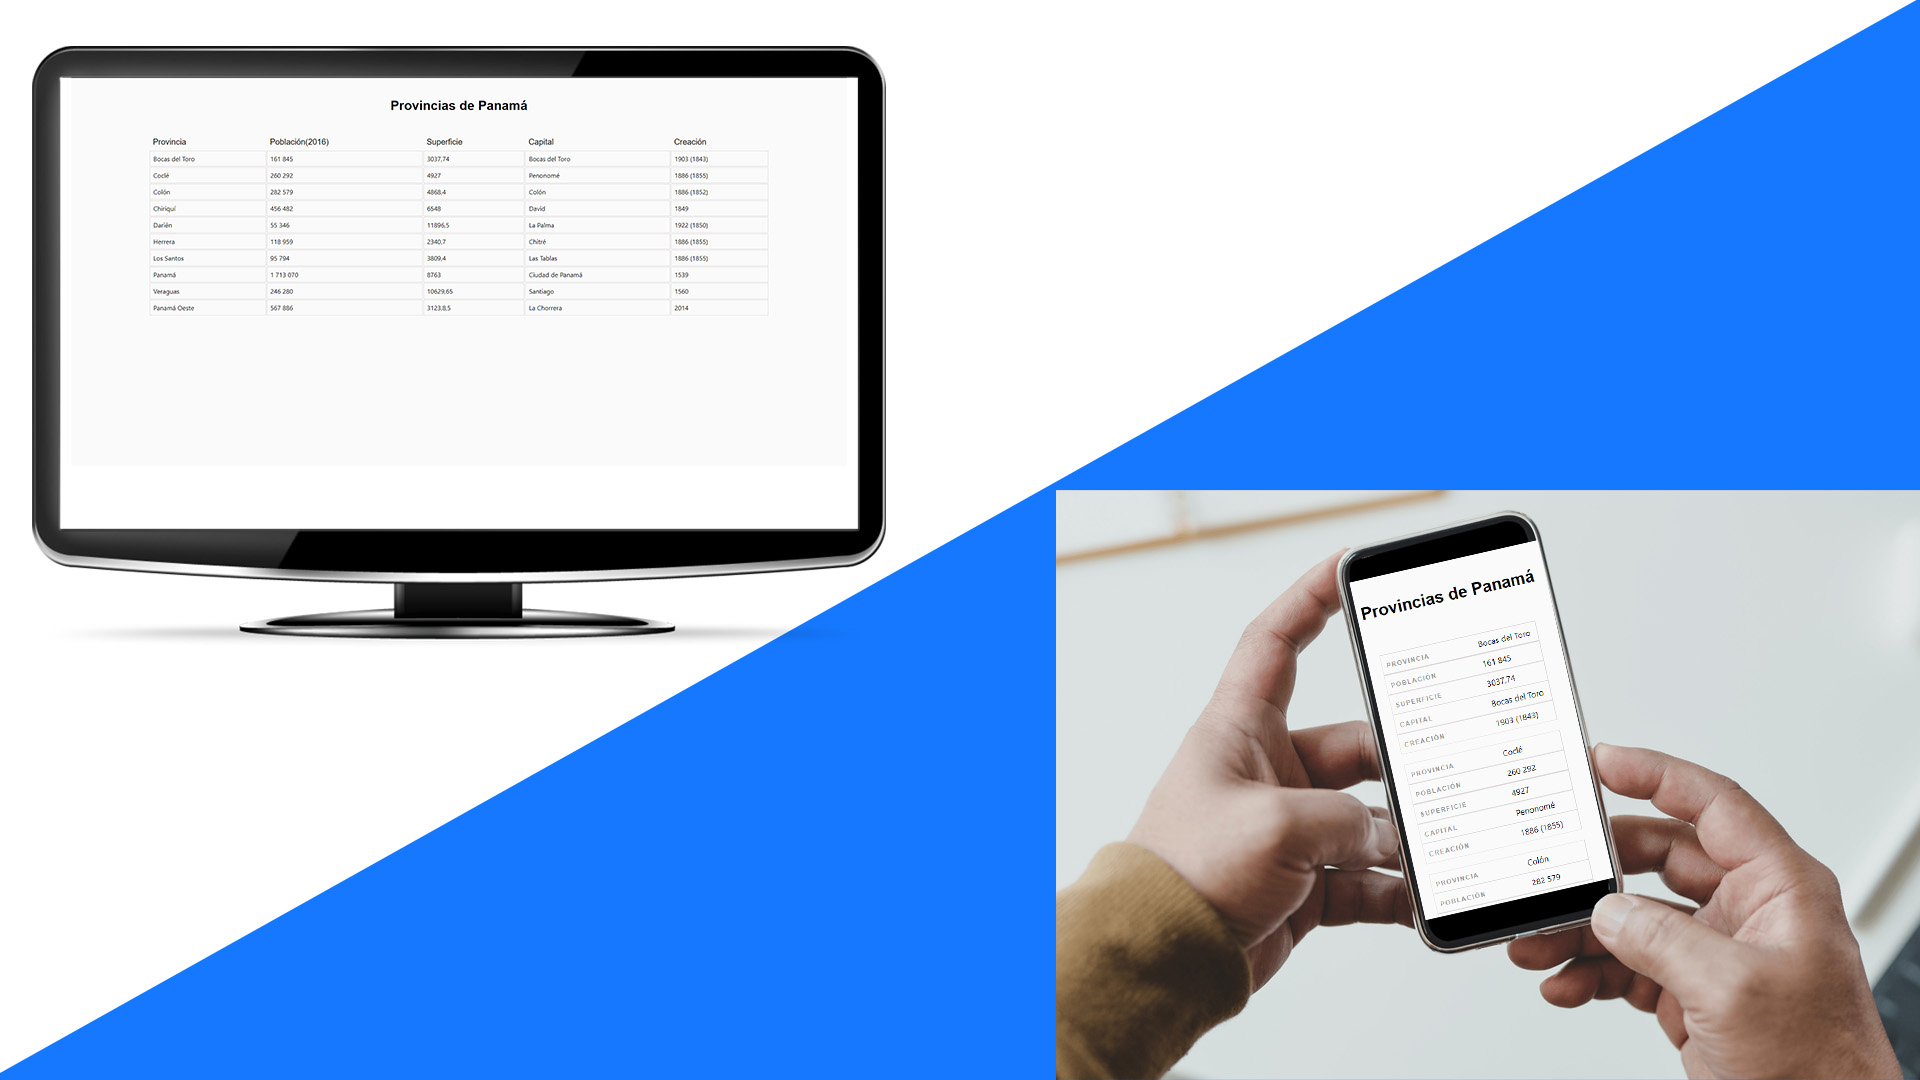 Provincias de Panamá
Provincia Población(2016) Superficie Capital Creación
Bocas del Toro 161 845 3037,74 Bocas del Toro 1903 (1843)
Coclé 260 292 4927 Penonomé 1886 (1855)
Colón 282 579 4868,4 Colón 1886 (1852)
Chiriquí 456 482 6548 David 1849
Darién 55 346 11896,5 La Palma 1922 (1850)
Herrera 118 959 2340,7 Chitré 1886 (1855)
Los Santos 95 794 3809,4 Las Tablas 1886 (1855)
Panamá 1 713 070 8763 Ciudad de Panamá 1539
Veraguas 246 280 10629,65 Santiago 1560
Panamá Oeste 567 886 3123,8,5 La Chorrera 2014
Provincias de Panamá
PROVINCIA Bocas del Toro
POBLACIÓN 161 845
SUPERFICIE 3037,74
CAPITAL Bocas del Toro
CREACIÓN 1903 (1843)
PROVINCIA Coclé
POBLACIÓN 260 292
SUPERFICIE 4927
CAPITAL Penonomé
CREACIÓN 1886 (1855)
PROVINCIA Colón
POBLACIÓN 282 579